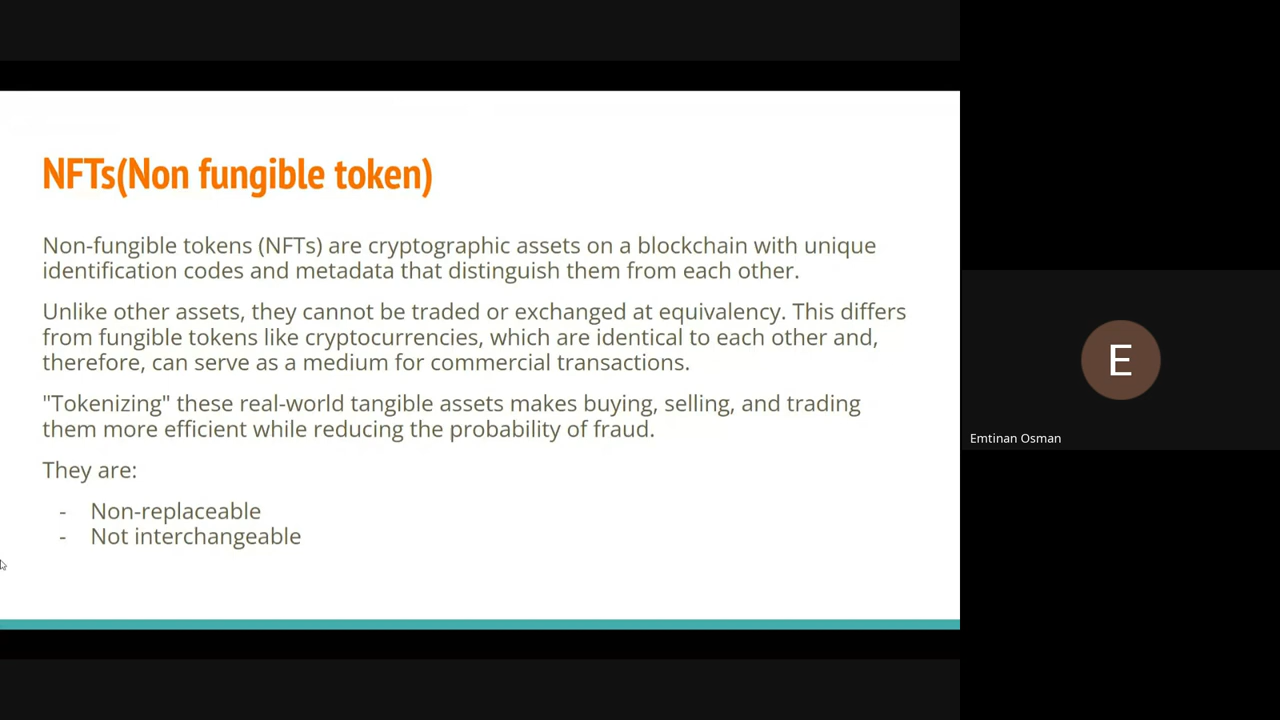 NFTs(Non fungible token)
Non-fungible tokens (NFTs) are cryptographic assets on a blockchain with unique
identification codes and metadata that distinguish them from each other.
Unlike other assets, they cannot be traded or exchanged at equivalency. This differs
from fungible tokens like cryptocurrencies, which are identical to each other and,
therefore, can serve as a medium for commercial transactions.
"Tokenizing" these real-world tangible assets makes buying, selling, and trading
them more efficient while reducing the probability of fraud.
They are:
- Non-replaceable
- Not interchangeable
E
Emtinan Osman